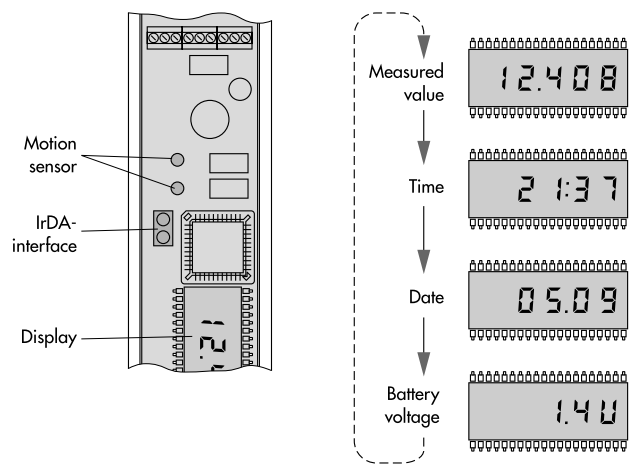 Motion
sensor
IrDA-
interface
Display
12.
Measured
value
12.408
Time
21:37
Date
05.09
Battery
voltage
1.4U